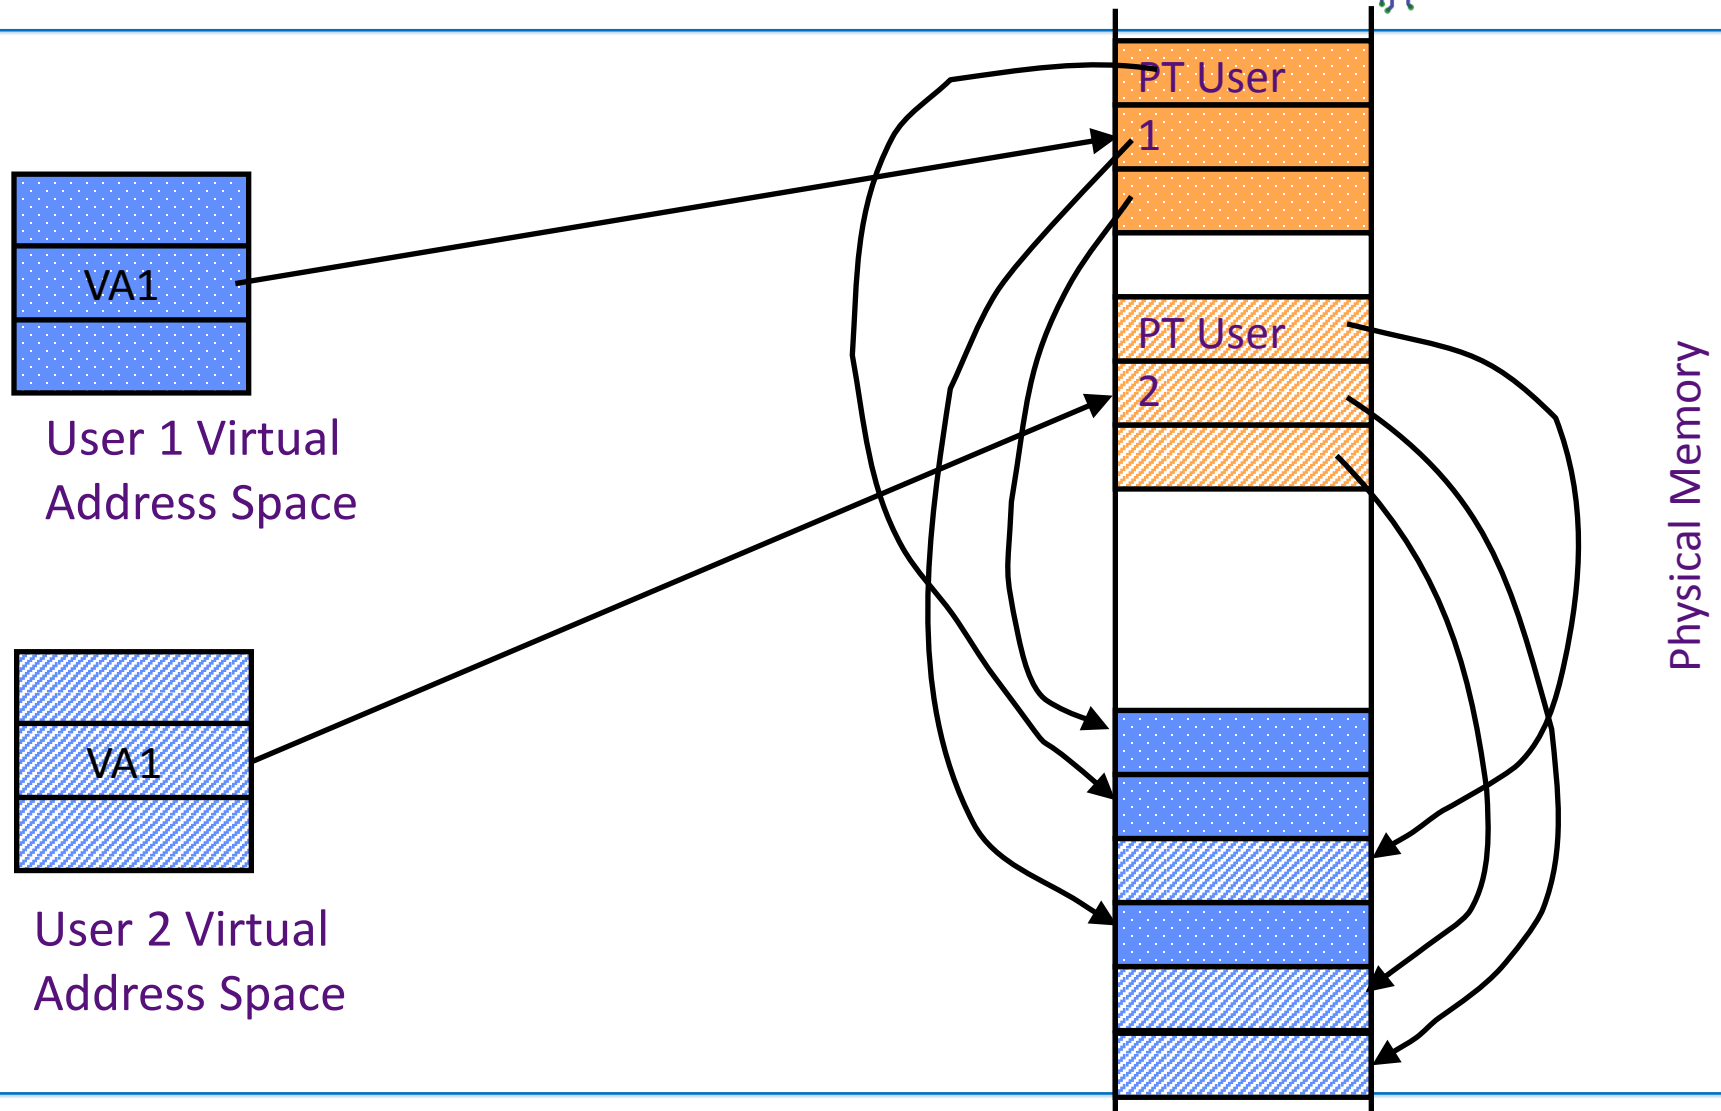 PT User
1
VA1
User 1 Virtual
Address Space
PT User
2
Physical Memory
VA1
User 2 Virtual
Address Space